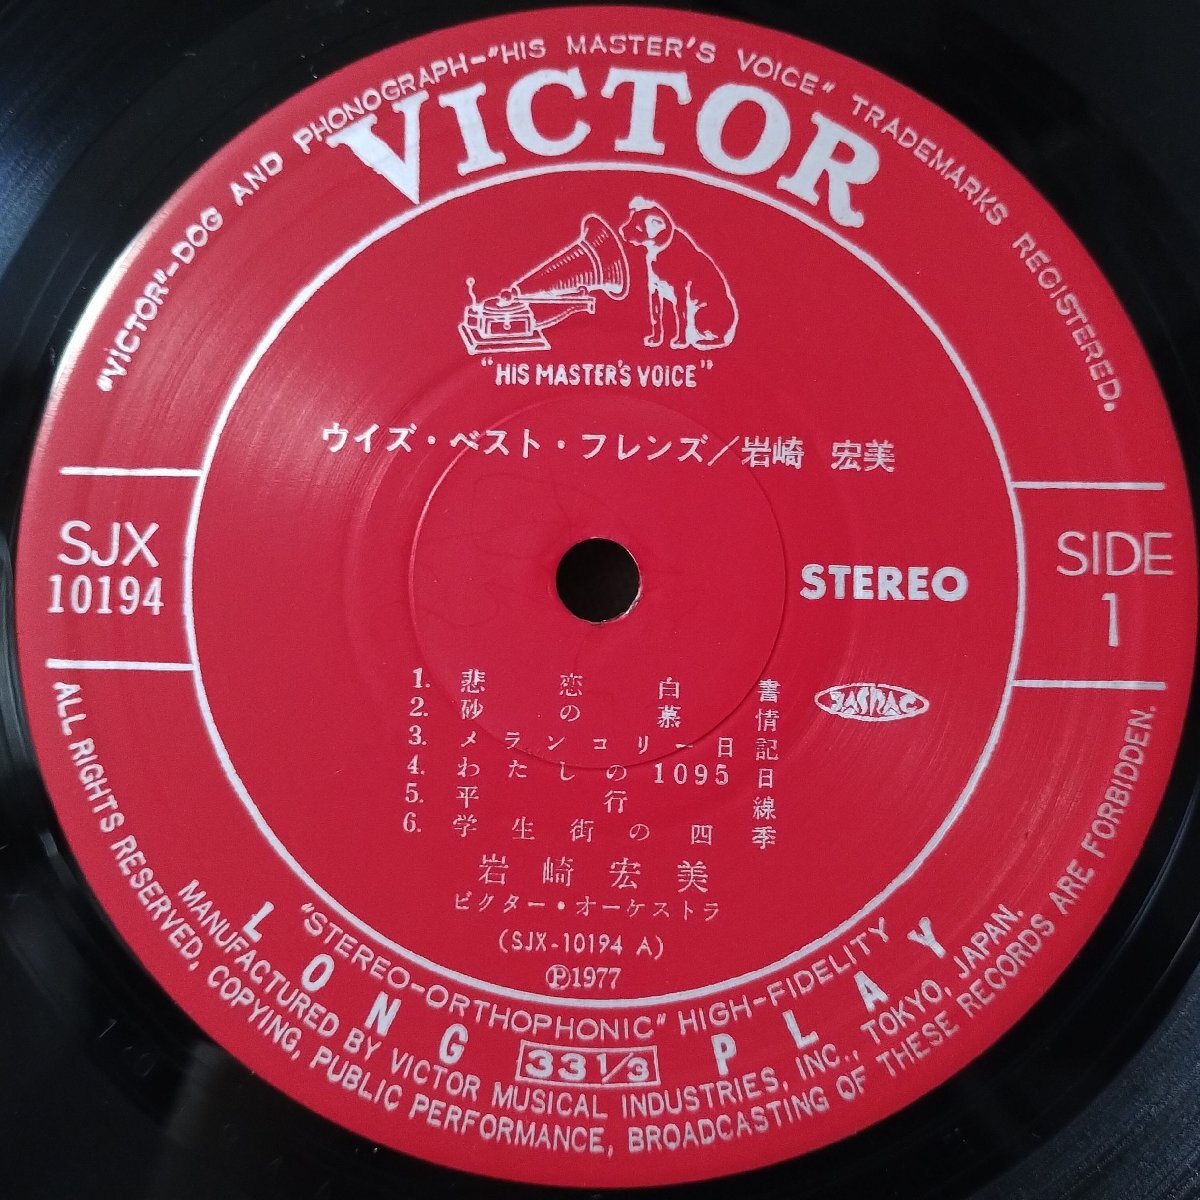 "VICTOR"-DOG AND PHONOGRAPH-"HIS MASTER'S VOICE" TRADEMARKS REGISTERED.
VICTOR
"HIS MASTER'S VOICE"
ウイズ・ベスト・フレンズ／岩崎 宏美
SJX
10194
STEREO
SIDE
1
1. 悲恋白書
2. 砂の慕情
3. メランコリー日記
4. わたしの1095日
5. 平行線
6. 学生街の四季
JASRAC
岩崎宏美
ビクター・オーケストラ
(SJX-10194 A)
Ⓟ1977
"STEREO-ORTHOPHONIC" HIGH-FIDELITY
LONG 33 1/3 PLAY
MANUFACTURED BY VICTOR MUSICAL INDUSTRIES, INC., TOKYO, JAPAN.
ALL RIGHTS RESERVED, COPYING, PUBLIC PERFORMANCE, BROADCASTING OF THESE RECORDS ARE FORBIDDEN.